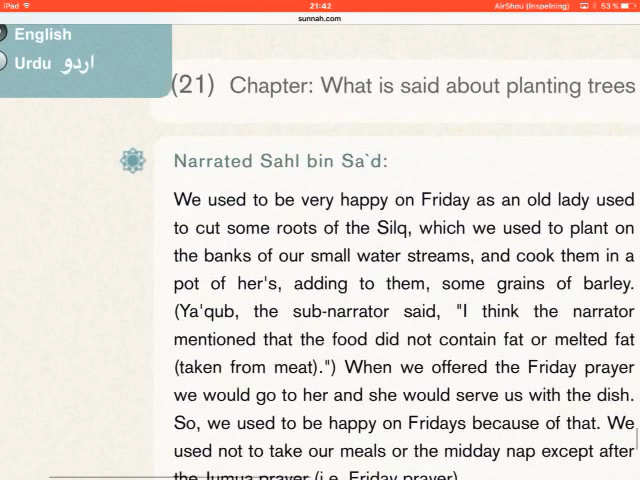 iPad 21:42 AirShou (Inspelning) 53 %
sunnah.com
English
Urdu اردو
(21) Chapter: What is said about planting trees
Narrated Sahl bin Sa`d:
We used to be very happy on Friday as an old lady used
to cut some roots of the Silq, which we used to plant on
the banks of our small water streams, and cook them in a
pot of her's, adding to them, some grains of barley.
(Ya'qub, the sub-narrator said, "I think the narrator
mentioned that the food did not contain fat or melted fat
(taken from meat).") When we offered the Friday prayer
we would go to her and she would serve us with the dish.
So, we used to be happy on Fridays because of that. We
used not to take our meals or the midday nap except after
the Jumua prayer (i.e. Friday prayer).